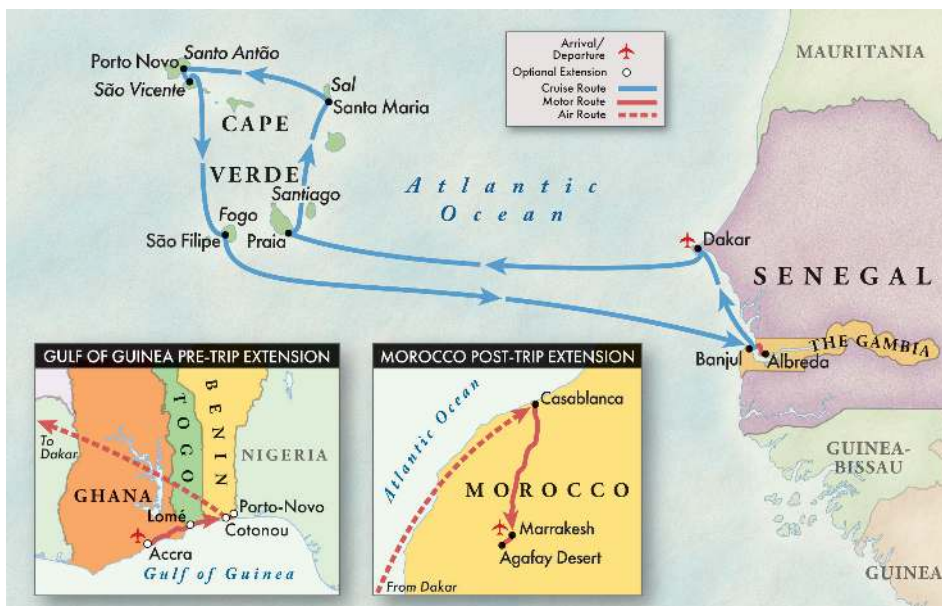 Porto Novo
Santo Antão
São Vicente
Sal
Santa Maria
CAPE
VERDE
Santiago
Fogo
São Filipe
Praia
Atlantic
Ocean
Arrival/
Departure
Optional Extension
Cruise Route
Motor Route
Air Route
MAURITANIA
Dakar
SENEGAL
THE GAMBIA
Banjul
Albreda
GUINEA-
BISSAU
GUINEA
GULF OF GUINEA PRE-TRIP EXTENSION
To
Dakar
TOGO
BENIN
NIGERIA
GHANA
Lomé
Porto-Novo
Cotonou
Accra
Gulf of Guinea
MOROCCO POST-TRIP EXTENSION
Atlantic Ocean
Casablanca
MOROCCO
Marrakesh
Agafay Desert
From Dakar